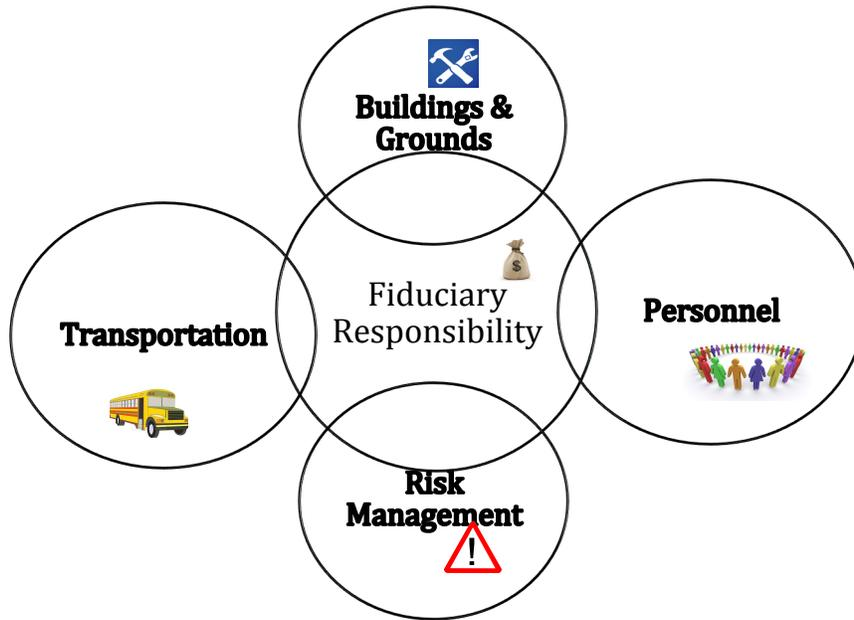 Buildings &
Grounds
$
Fiduciary
Responsibility
Personnel
Transportation
Risk
Management
!